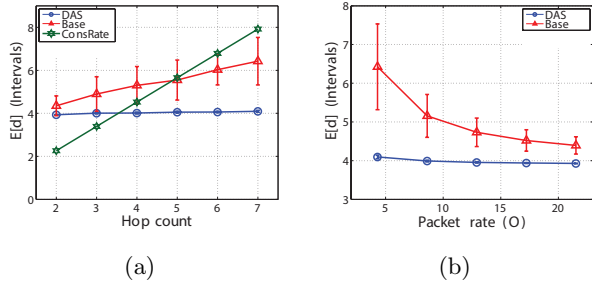 DAS
Base
ConsRate
E[d] (Intervals)
8
6
4
2
0
2 3 4 5 6 7
Hop count
(a)
DAS
Base
E[d] (Intervals)
8
7
6
5
4
3
5 10 15 20
Packet rate (O)
(b)